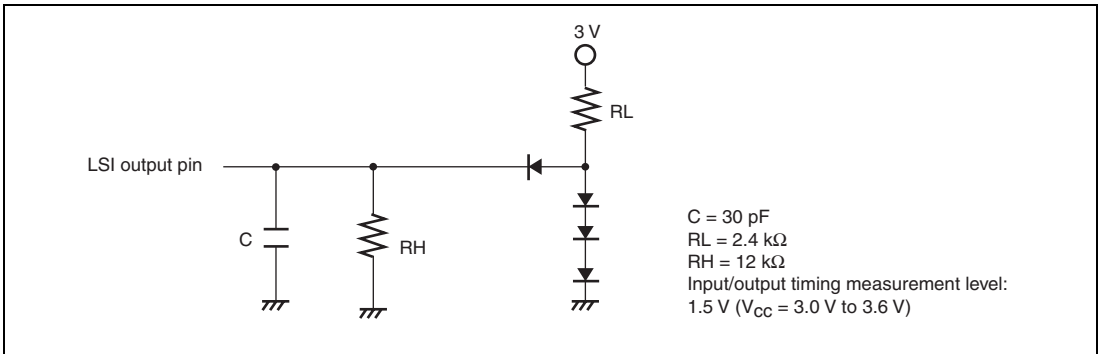 3 V
RL
LSI output pin
C
RH
C = 30 pF
RL = 2.4 kΩ
RH = 12 kΩ
Input/output timing measurement level:
1.5 V (VCC = 3.0 V to 3.6 V)